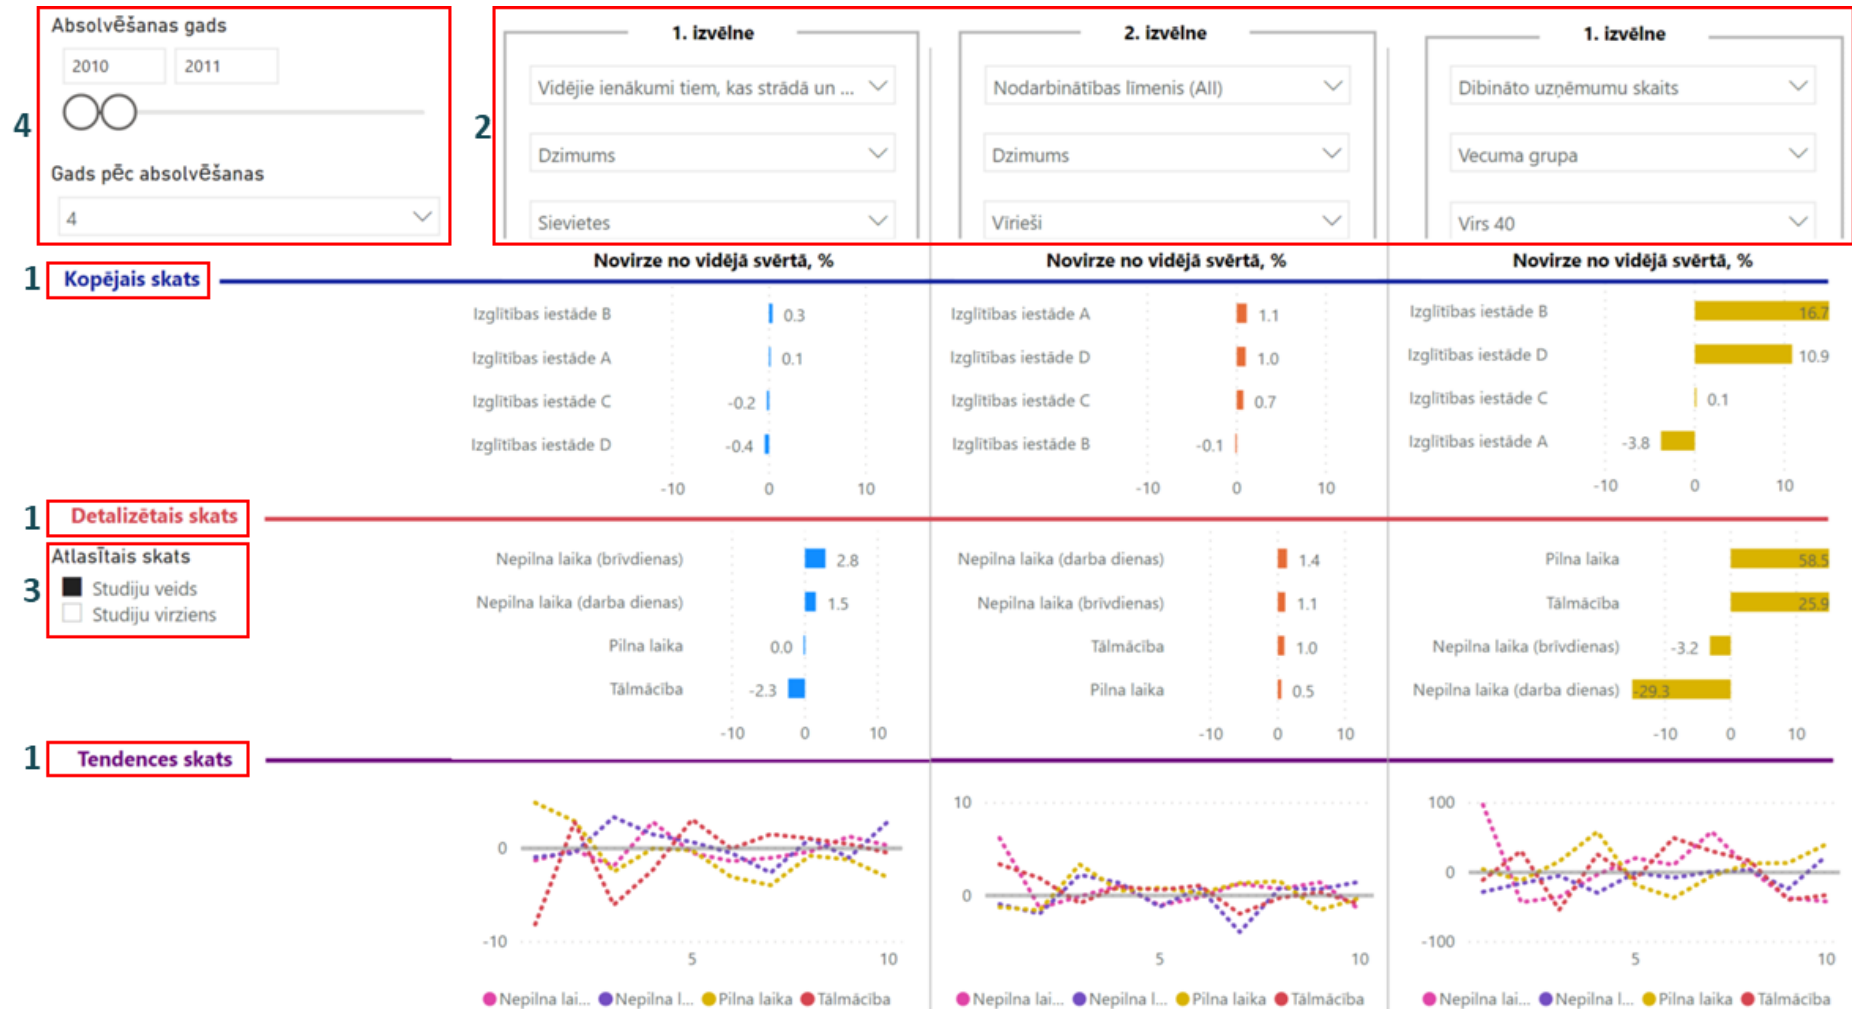 Absolvēšanas gads
2010 2011
4
Gads pēc absolvēšanas
4
2
1. izvēlne
Vidējie ienākumi tiem, kas strādā un ...
Dzimums
Sievietes
2. izvēlne
Nodarbinātības līmenis (All)
Dzimums
Vīrieši
1. izvēlne
Dibināto uzņēmumu skaits
Vecuma grupa
Virs 40
1 Kopējais skats
Novirze no vidējā svērtā, %
Izglītības iestāde B 0.3
Izglītības iestāde A 0.1
Izglītības iestāde C -0.2
Izglītības iestāde D -0.4
-10 0 10
Novirze no vidējā svērtā, %
Izglītības iestāde A 1.1
Izglītības iestāde D 1.0
Izglītības iestāde C 0.7
Izglītības iestāde B -0.1
-10 0 10
Novirze no vidējā svērtā, %
Izglītības iestāde B 16.7
Izglītības iestāde D 10.9
Izglītības iestāde C 0.1
Izglītības iestāde A -3.8
-10 0 10
1 Detalizētais skats
3
Atlasītais skats
Studiju veids
Studiju virziens
Nepilna laika (brīvdienas) 2.8
Nepilna laika (darba dienas) 1.5
Pilna laika 0.0
Tālmācība -2.3
-10 0 10
Nepilna laika (darba dienas) 1.4
Nepilna laika (brīvdienas) 1.1
Tālmācība 1.0
Pilna laika 0.5
-10 0 10
Pilna laika 58.5
Tālmācība 25.9
Nepilna laika (brīvdienas) -3.2
Nepilna laika (darba dienas) -29.3
-10 0 10
1 Tendences skats
0
-10
5 10
Nepilna lai... Nepilna l... Pilna laika Tālmācība
10
0
5 10
Nepilna lai... Nepilna l... Pilna laika Tālmācība
100
0
-100
5 10
Nepilna lai... Nepilna l... Pilna laika Tālmācība